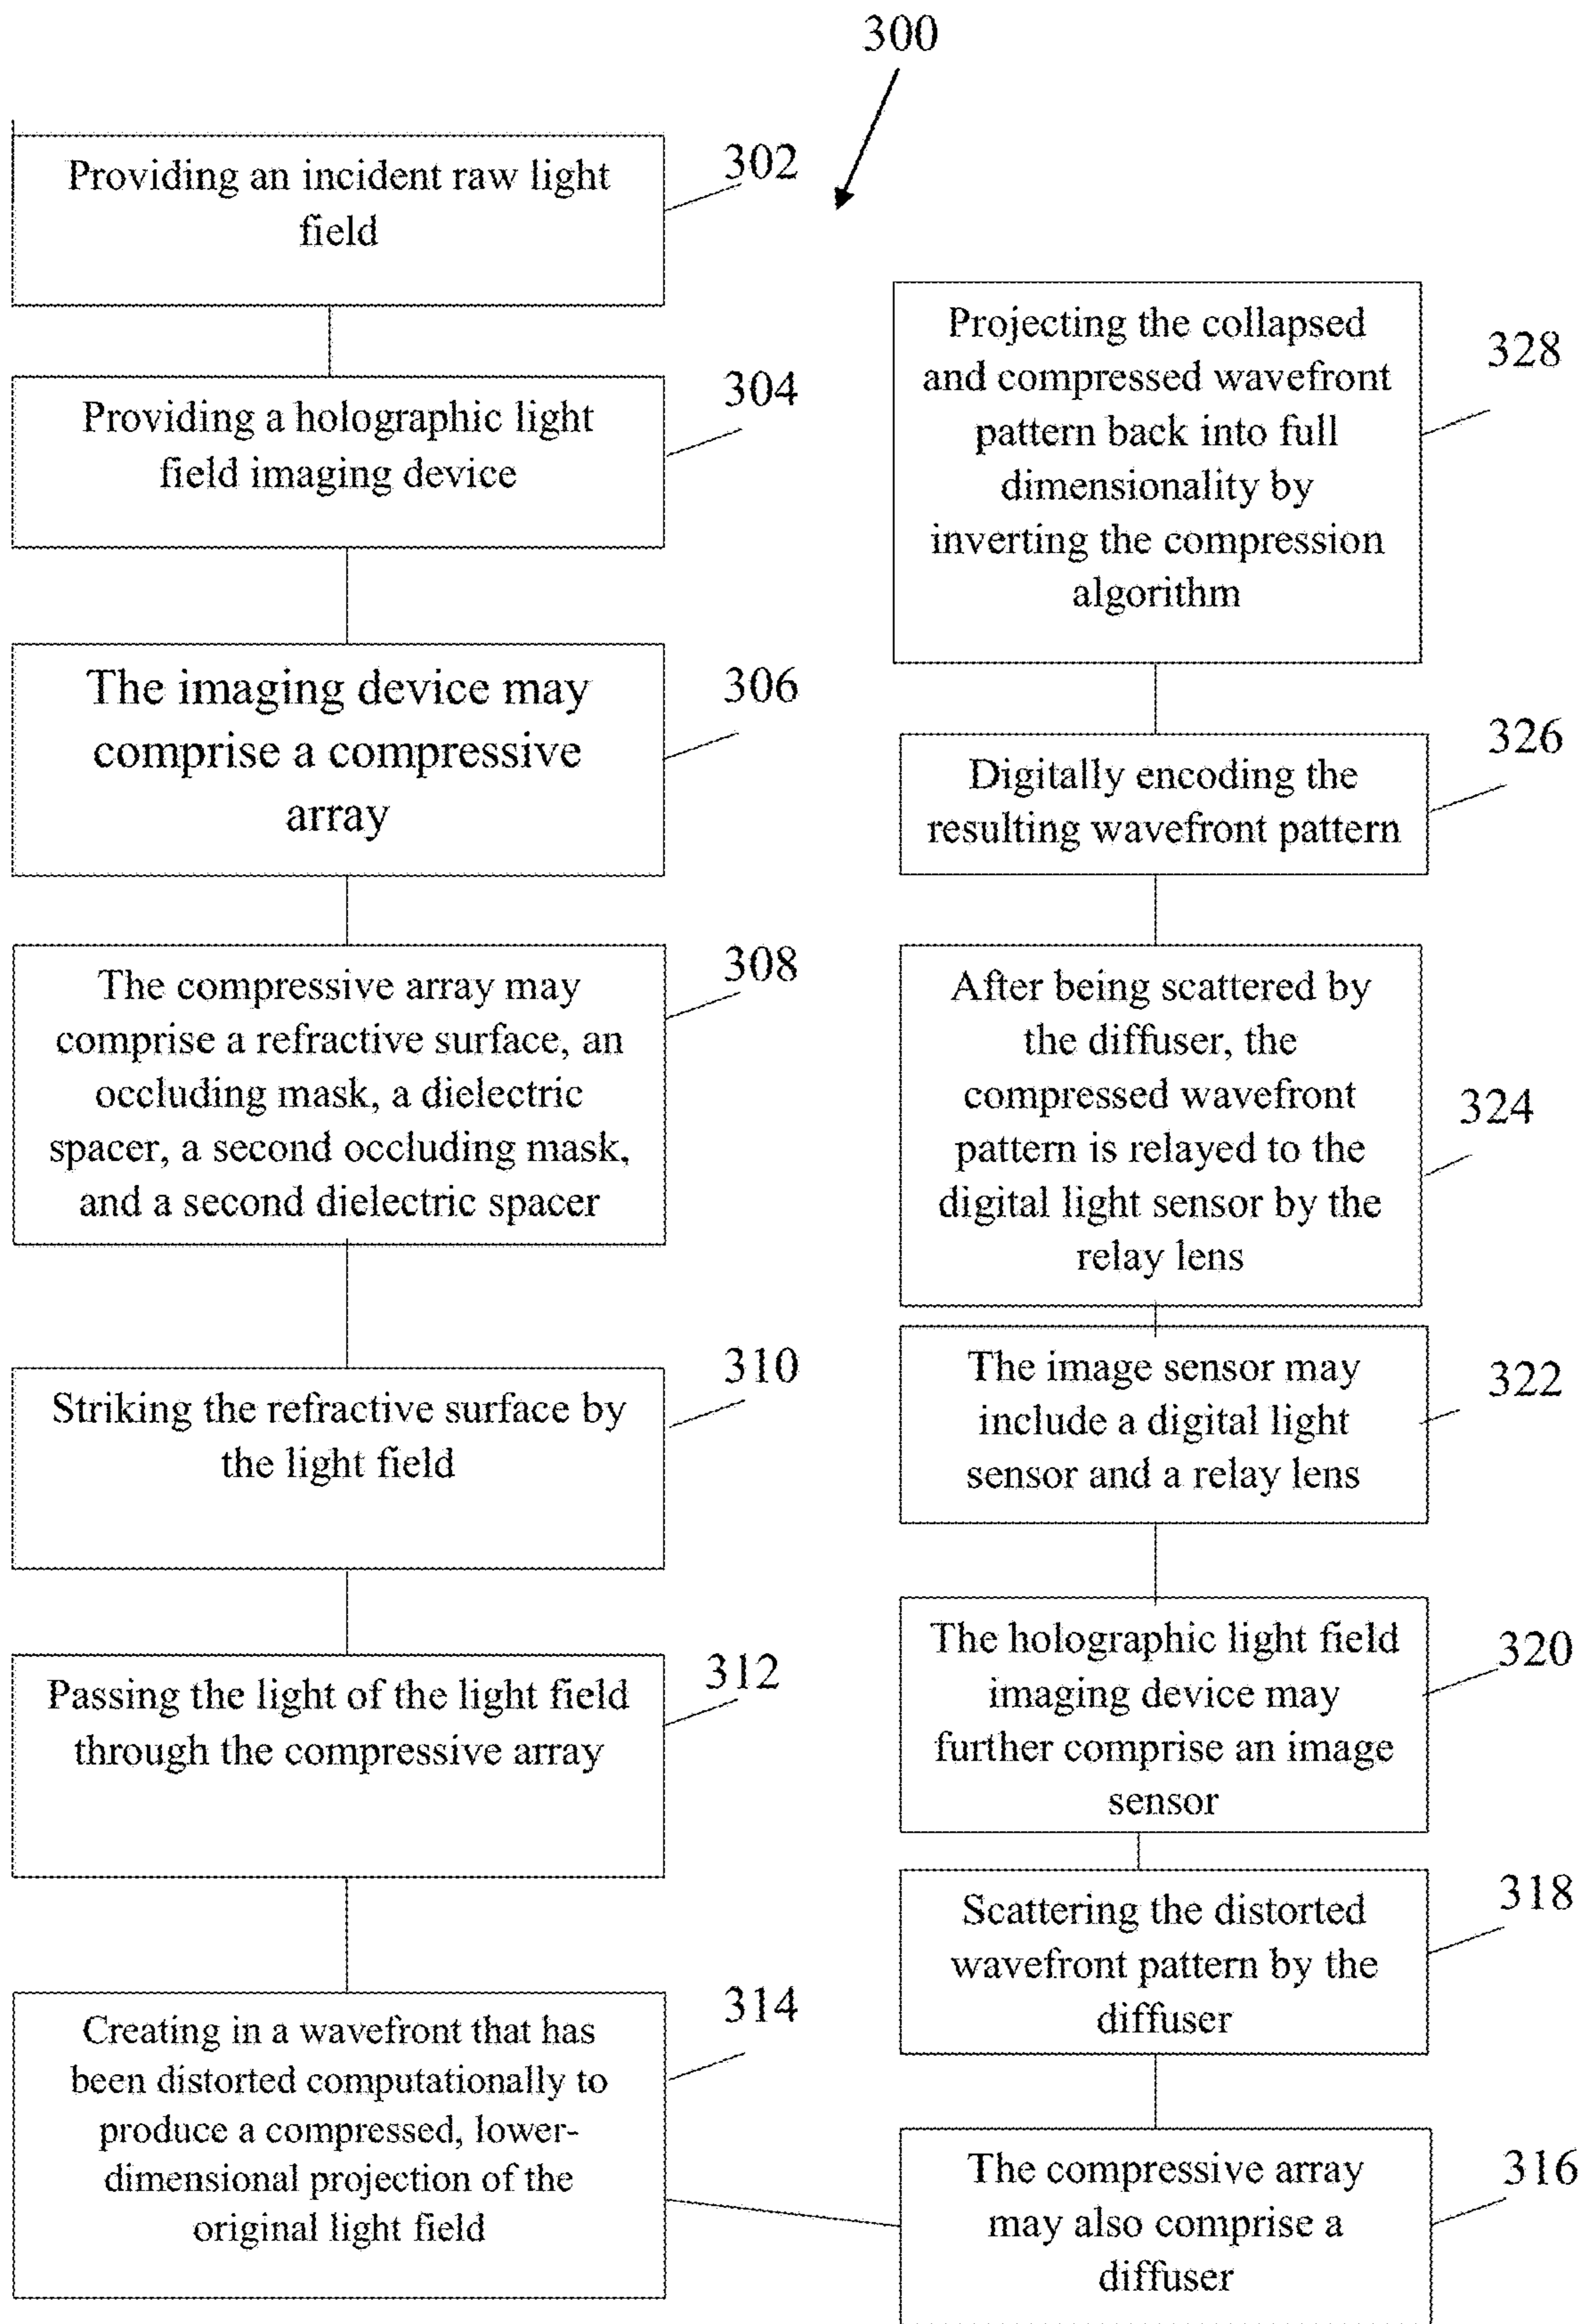 300
Providing an incident raw light
field
302
Providing a holographic light
field imaging device
304
The imaging device may
comprise a compressive
array
306
The compressive array may
comprise a refractive surface, an
occluding mask, a dielectric
spacer, a second occluding mask,
and a second dielectric spacer
308
Striking the refractive surface by
the light field
310
Passing the light of the light field
through the compressive array
312
Creating in a wavefront that has
been distorted computationally to
produce a compressed, lower-
dimensional projection of the
original light field
314
The compressive array
may also comprise a
diffuser
316
Scattering the distorted
wavefront pattern by the
diffuser
318
The holographic light field
imaging device may
further comprise an image
sensor
320
The image sensor may
include a digital light
sensor and a relay lens
322
After being scattered by
the diffuser, the
compressed wavefront
pattern is relayed to the
digital light sensor by the
relay lens
324
Digitally encoding the
resulting wavefront pattern
326
Projecting the collapsed
and compressed wavefront
pattern back into full
dimensionality by
inverting the compression
algorithm
328